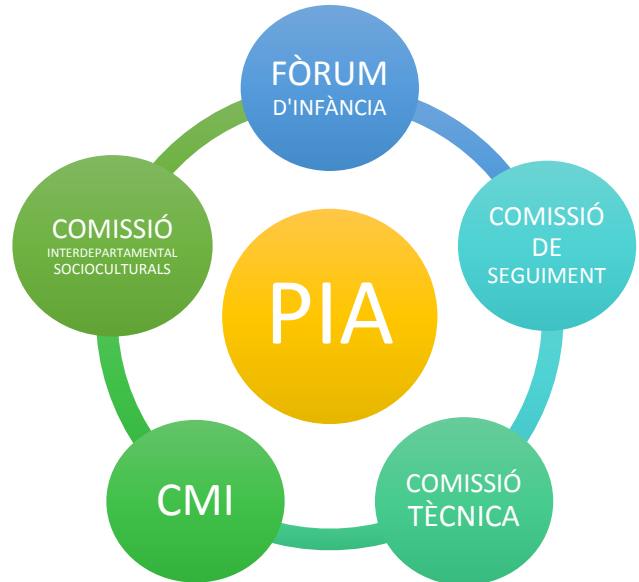 FÒRUM
D'INFÀNCIA
COMISSIÓ
DE
SEGUIMENT
COMISSIÓ
TÈCNICA
CMI
COMISSIÓ
INTERDEPARTAMENTAL
SOCIOCULTURALS
PIA